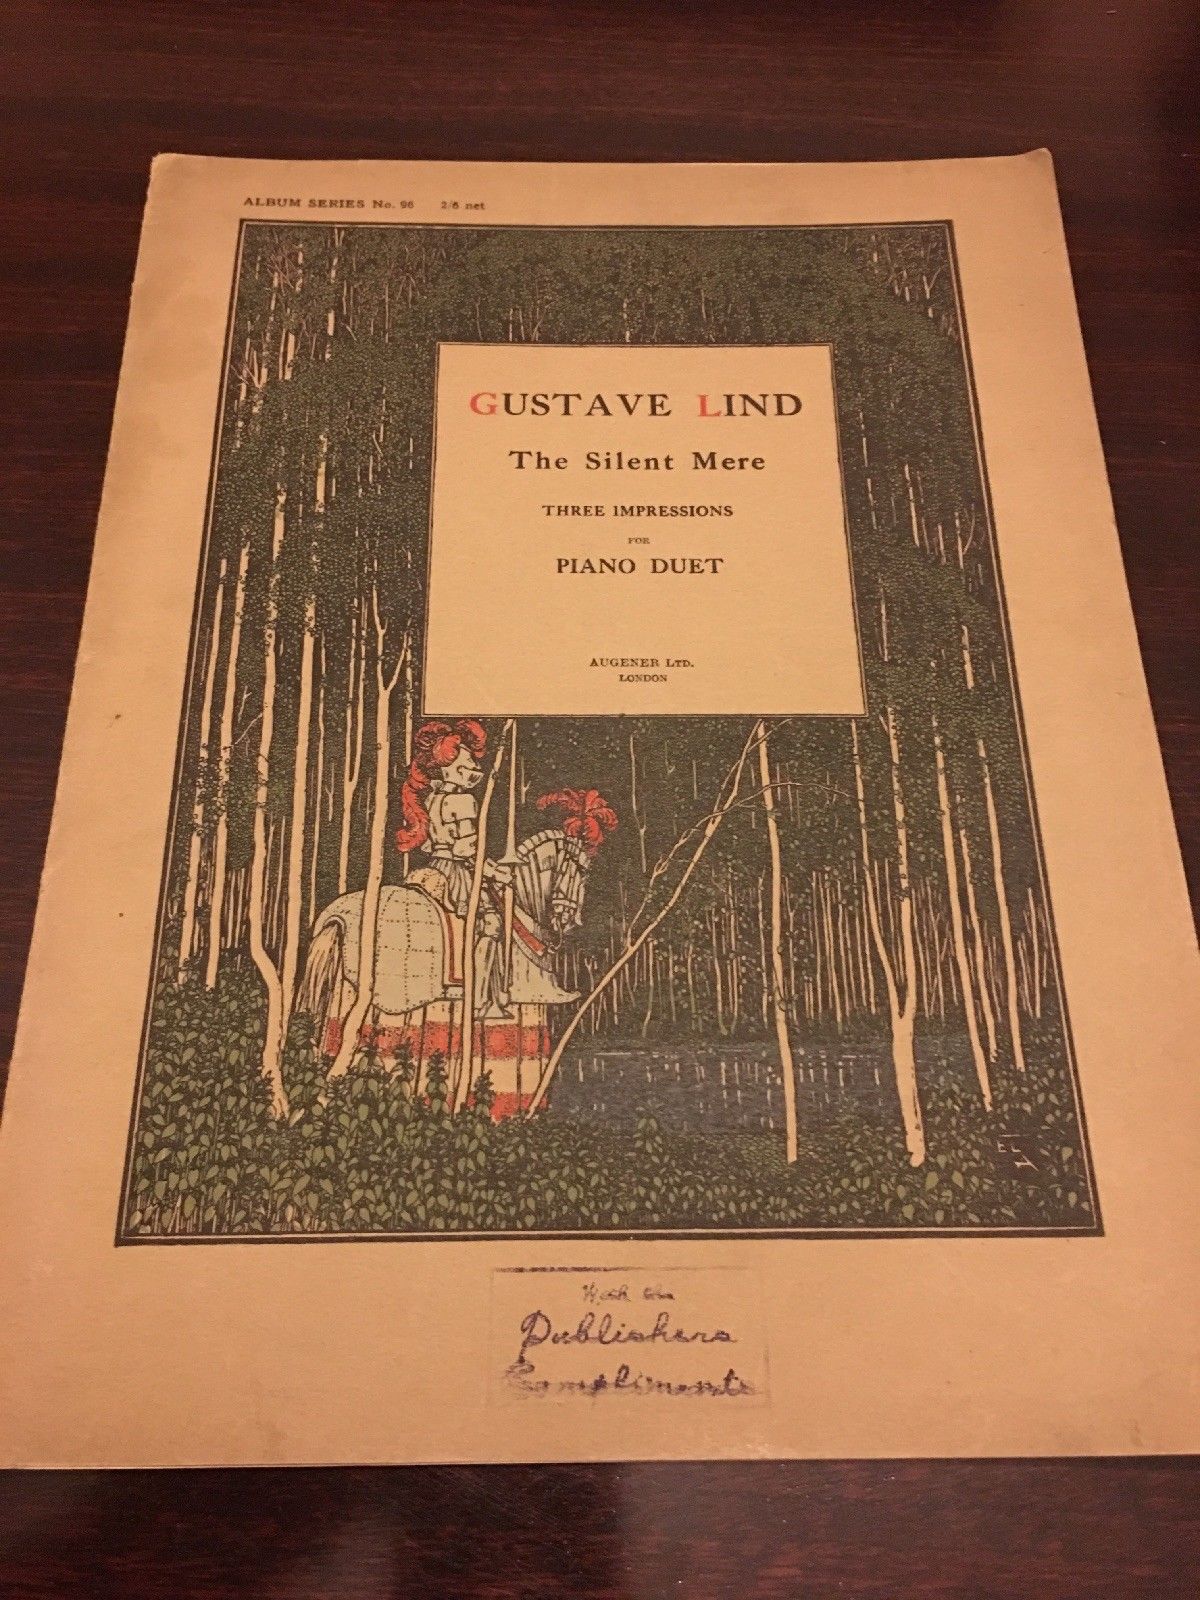 ALBUM SERIES No. 96 2/6 net
GUSTAVE LIND
The Silent Mere
THREE IMPRESSIONS
FOR
PIANO DUET
AUGENER LTD.
LONDON
With the
Publishers
Compliments